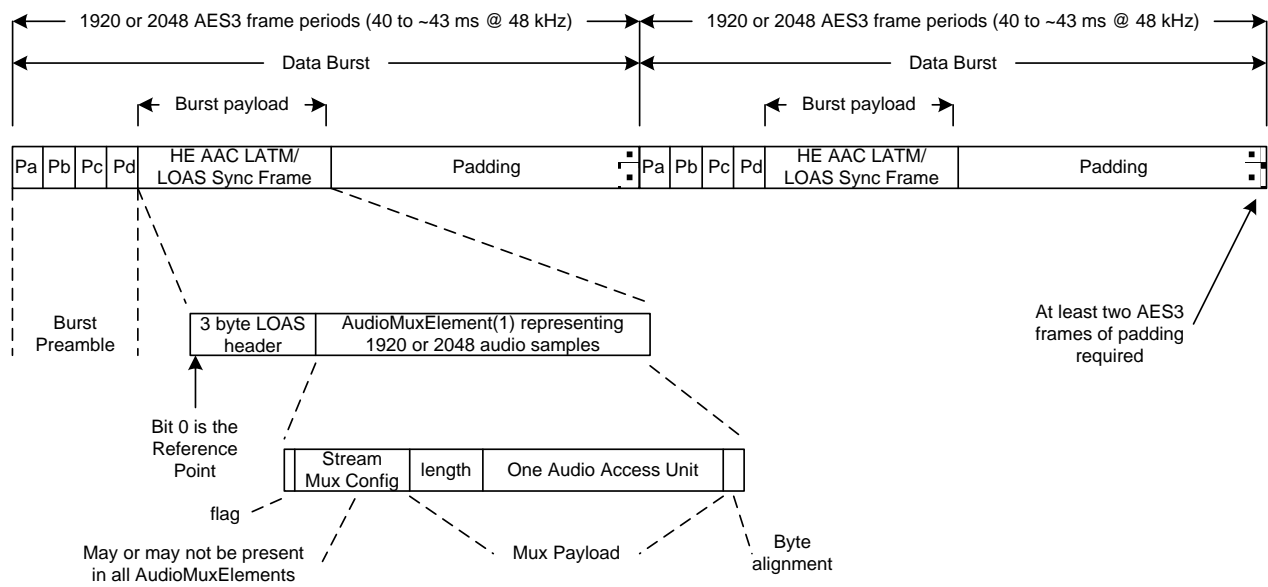 1920 or 2048 AES3 frame periods (40 to ~43 ms @ 48 kHz)
1920 or 2048 AES3 frame periods (40 to ~43 ms @ 48 kHz)
Data Burst
Data Burst
Burst payload
Burst payload
Pa
Pb
Pc
Pd
HE AAC LATM/
LOAS Sync Frame
Padding
Pa
Pb
Pc
Pd
HE AAC LATM/
LOAS Sync Frame
Padding
Burst
Preamble
3 byte LOAS
header
AudioMuxElement(1) representing
1920 or 2048 audio samples
At least two AES3
frames of padding
required
Bit 0 is the
Reference
Point
Stream
Mux Config
length
One Audio Access Unit
flag
May or may not be present
in all AudioMuxElements
Mux Payload
Byte
alignment